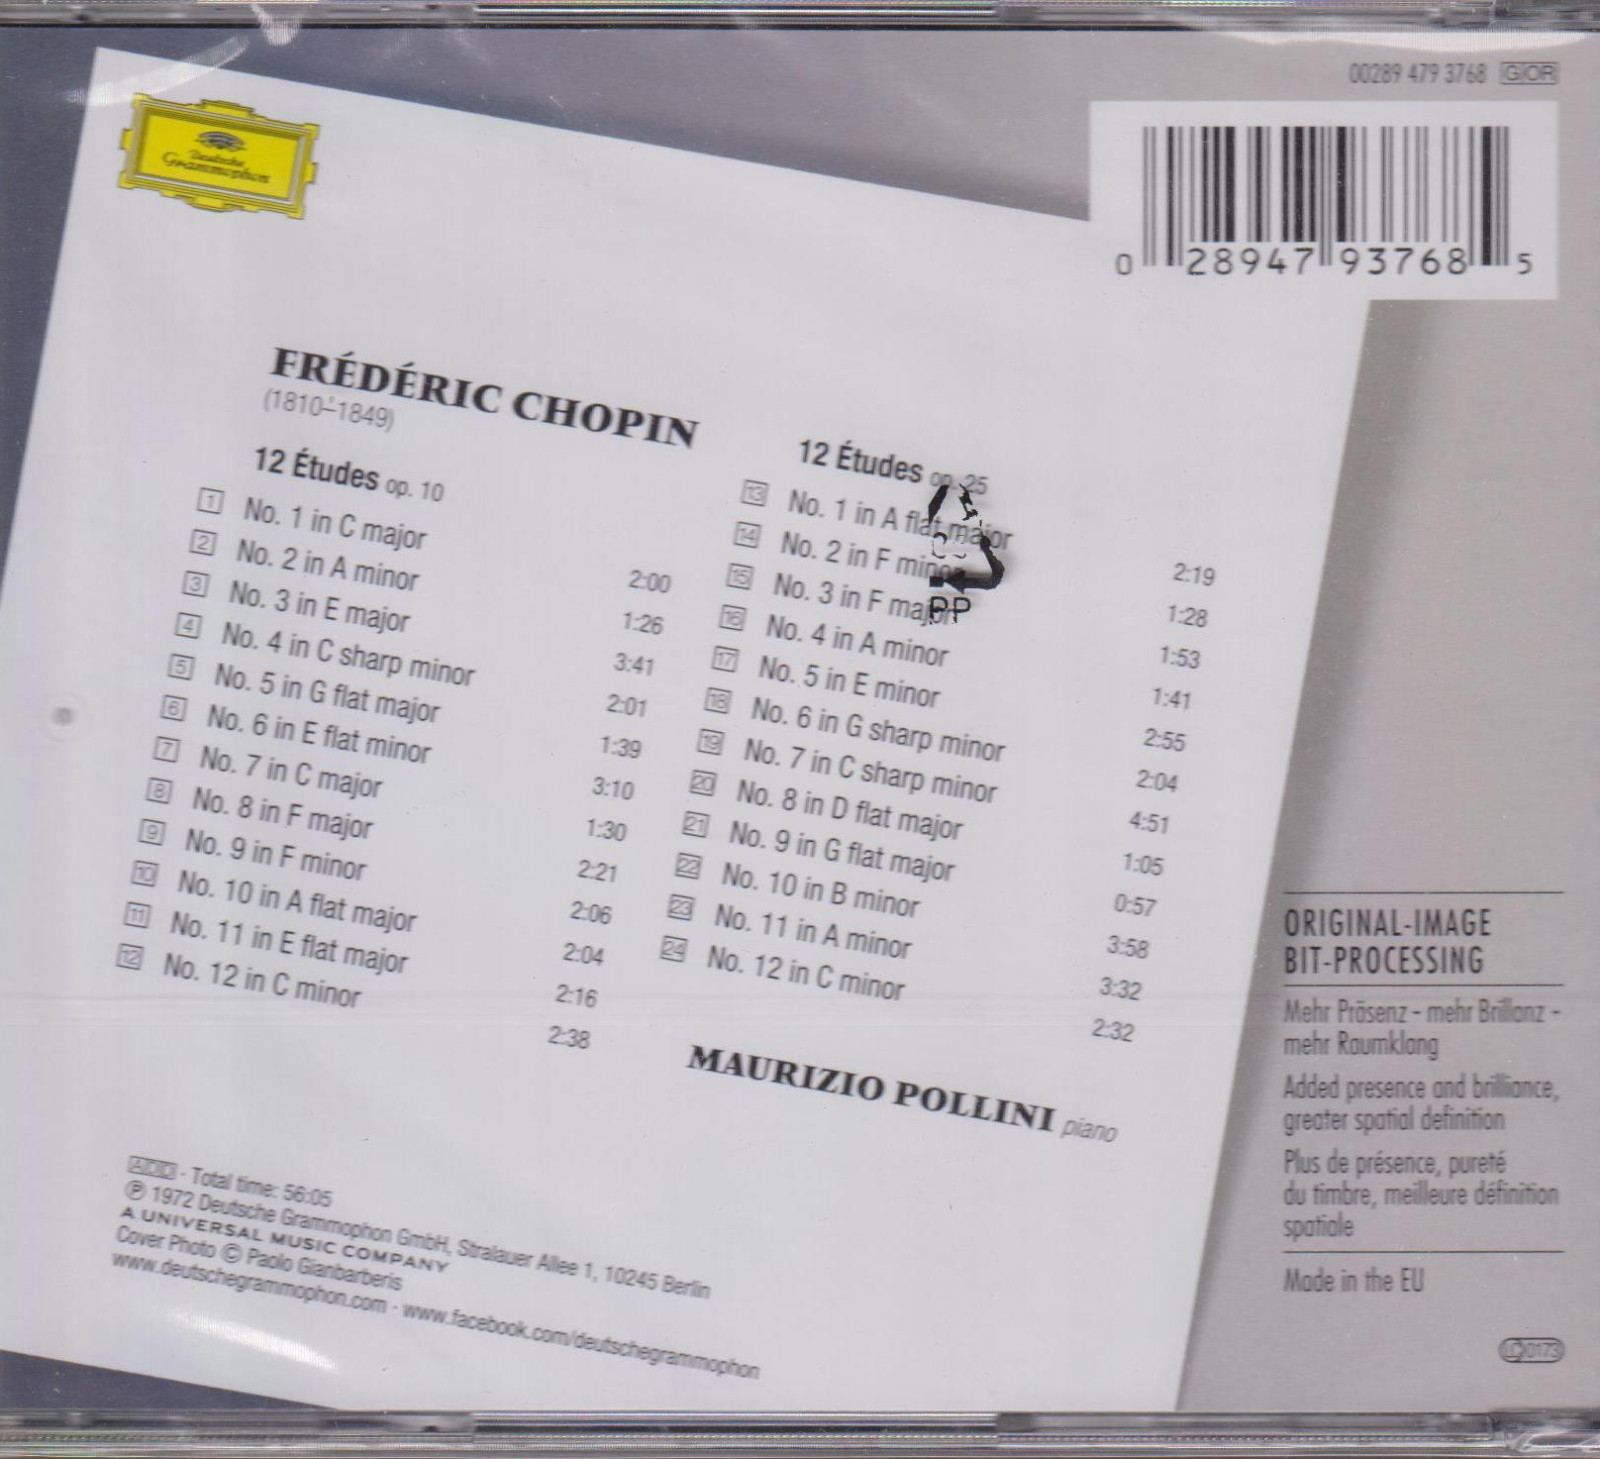 00289 479 3768 GOR
Deutsche
Grammophon
0 28947 93768 5
FRÉDÉRIC CHOPIN
(1810–1849)
12 Études op. 10
1 No. 1 in C major 2:00
2 No. 2 in A minor 1:26
3 No. 3 in E major 3:41
4 No. 4 in C sharp minor 2:01
5 No. 5 in G flat major 1:39
6 No. 6 in E flat minor 3:10
7 No. 7 in C major 1:30
8 No. 8 in F major 2:21
9 No. 9 in F minor 2:06
10 No. 10 in A flat major 2:04
11 No. 11 in E flat major 2:16
12 No. 12 in C minor 2:38
12 Études op. 25
13 No. 1 in A flat major 2:19
14 No. 2 in F minor 1:28
15 No. 3 in F major 1:53
16 No. 4 in A minor 1:41
17 No. 5 in E minor 2:55
18 No. 6 in G sharp minor 2:04
19 No. 7 in C sharp minor 4:51
20 No. 8 in D flat major 1:05
21 No. 9 in G flat major 0:57
22 No. 10 in B minor 3:58
23 No. 11 in A minor 3:32
24 No. 12 in C minor 2:32
PP
MAURIZIO POLLINI piano
ADD · Total time: 56:05
℗ 1972 Deutsche Grammophon GmbH, Stralauer Allee 1, 10245 Berlin
A UNIVERSAL MUSIC COMPANY
Cover Photo © Paolo Gianbarberis
www.deutschegrammophon.com · www.facebook.com/deutschegrammophon
ORIGINAL-IMAGE
BIT-PROCESSING
Mehr Präsenz – mehr Brillanz –
mehr Raumklang
Added presence and brilliance,
greater spatial definition
Plus de présence, pureté
du timbre, meilleure définition
spatiale
Made in the EU
LC 0173